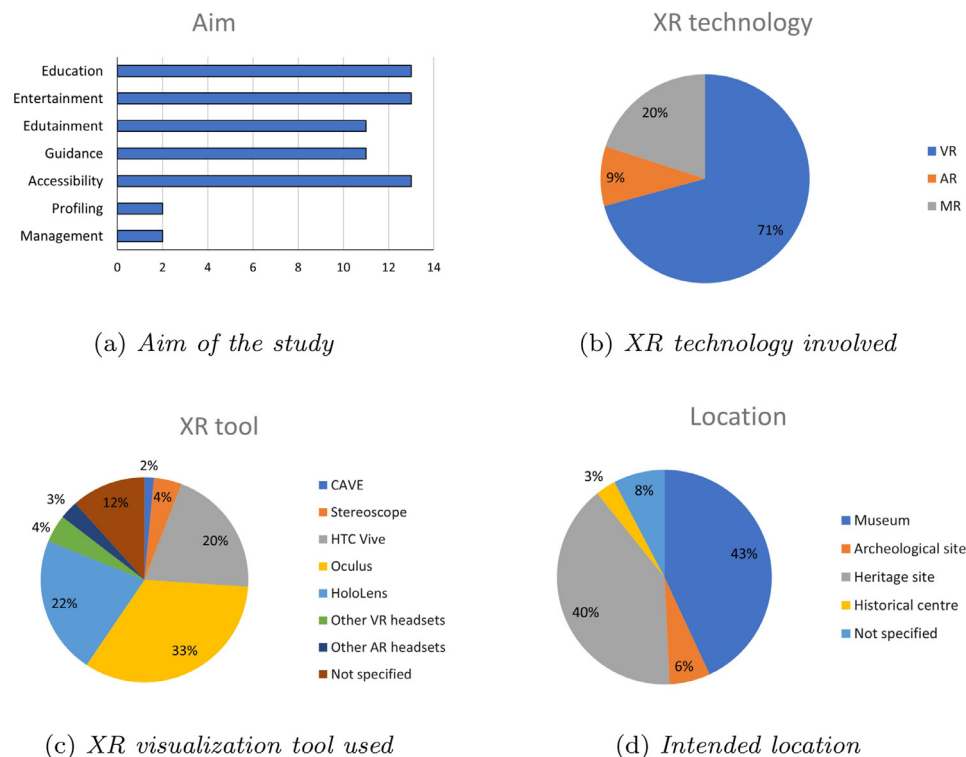 Aim
Education
Entertainment
Edutainment
Guidance
Accessibility
Profiling
Management
0 2 4 6 8 10 12 14
(a) Aim of the study
XR technology
20%
9%
71%
VR
AR
MR
(b) XR technology involved
XR tool
2%
4%
20%
33%
22%
4%
3%
12%
CAVE
Stereoscope
HTC Vive
Oculus
HoloLens
Other VR headsets
Other AR headsets
Not specified
(c) XR visualization tool used
Location
3%
8%
43%
40%
6%
Museum
Archeological site
Heritage site
Historical centre
Not specified
(d) Intended location